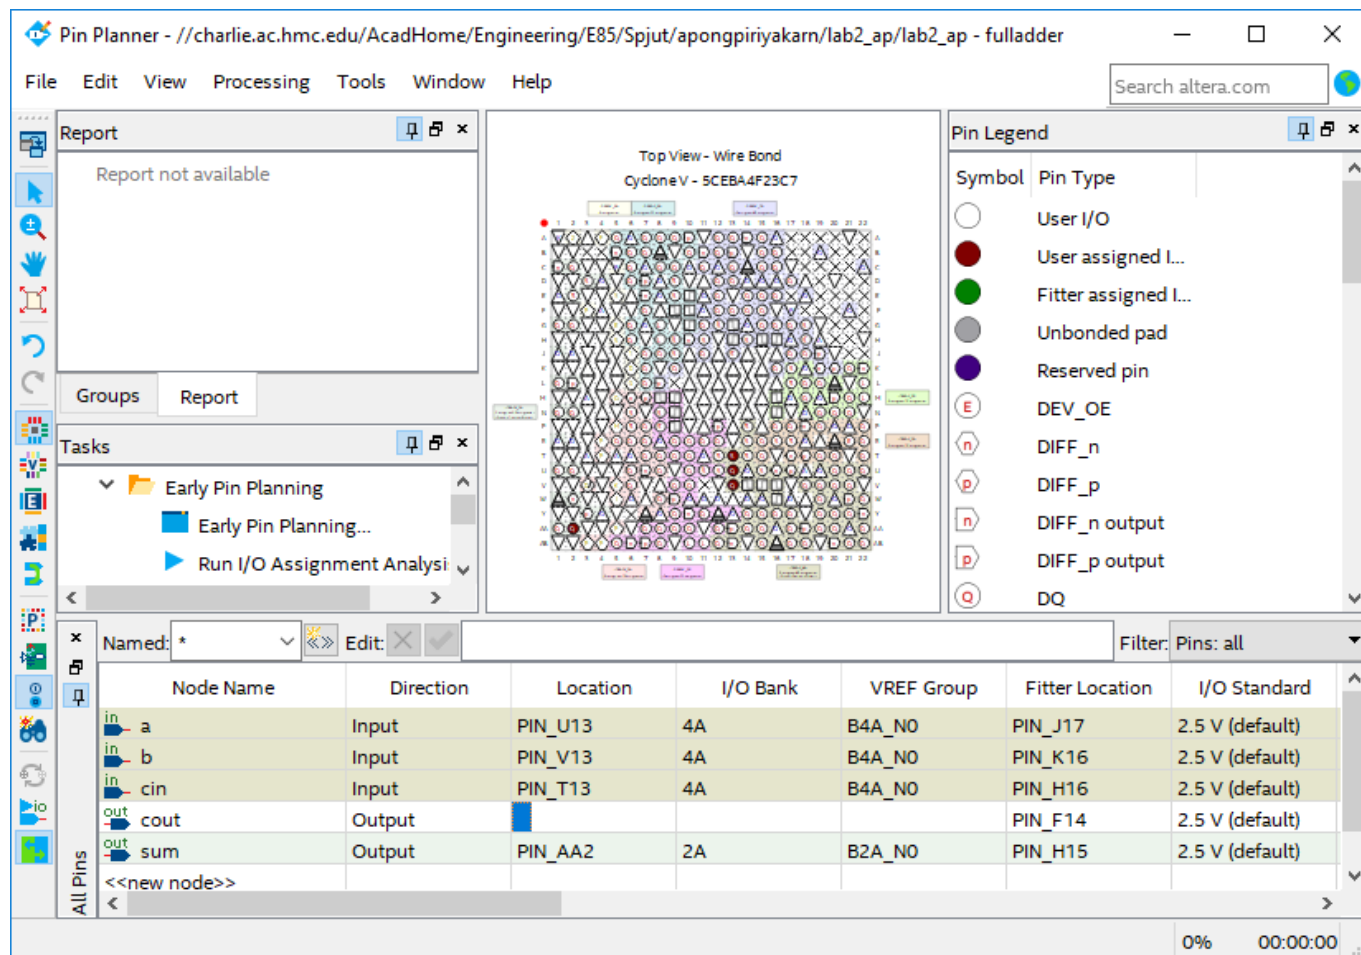 Pin Planner - //charlie.ac.hmc.edu/AcadHome/Engineering/E85/Spjut/apongpiriyakarn/lab2_ap/lab2_ap - fulladder
File Edit View Processing Tools Window Help
Search altera.com
Report
Report not available
Groups Report
Tasks
Early Pin Planning
Early Pin Planning...
Run I/O Assignment Analysi
Top View - Wire Bond
Cyclone V - 5CEBA4F23C7
Pin Legend
Symbol Pin Type
User I/O
User assigned I...
Fitter assigned I...
Unbonded pad
Reserved pin
E DEV_OE
n DIFF_n
p DIFF_p
n DIFF_n output
p DIFF_p output
Q DQ
Named: * Edit: Filter: Pins: all
Node Name Direction Location I/O Bank VREF Group Fitter Location I/O Standard
in a Input PIN_U13 4A B4A_N0 PIN_J17 2.5 V (default)
in b Input PIN_V13 4A B4A_N0 PIN_K16 2.5 V (default)
in cin Input PIN_T13 4A B4A_N0 PIN_H16 2.5 V (default)
out cout Output PIN_F14 2.5 V (default)
out sum Output PIN_AA2 2A B2A_N0 PIN_H15 2.5 V (default)
<<new node>>
All Pins
0% 00:00:00